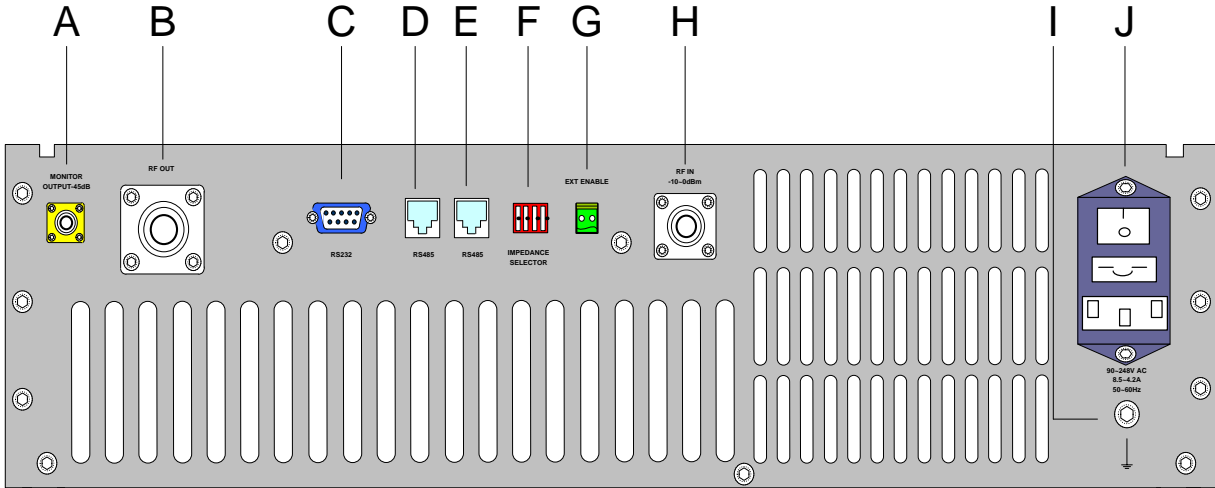 A B C D E F G H I J
MONITOR
OUTPUT-45dB
RF OUT
RS232
RS485
RS485
IMPEDANCE
SELECTOR
EXT ENABLE
RF IN
-10~0dBm
90~248V AC
8.5~4.2A
50~60Hz